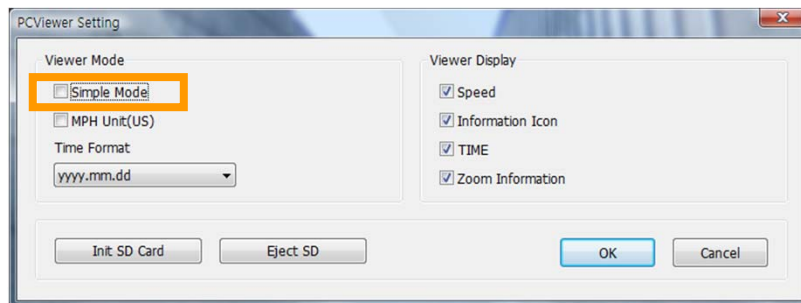 PCViewer Setting
Viewer Mode
Simple Mode
MPH Unit(US)
Time Format
yyyy.mm.dd
Viewer Display
Speed
Information Icon
TIME
Zoom Information
Init SD Card
Eject SD
OK
Cancel